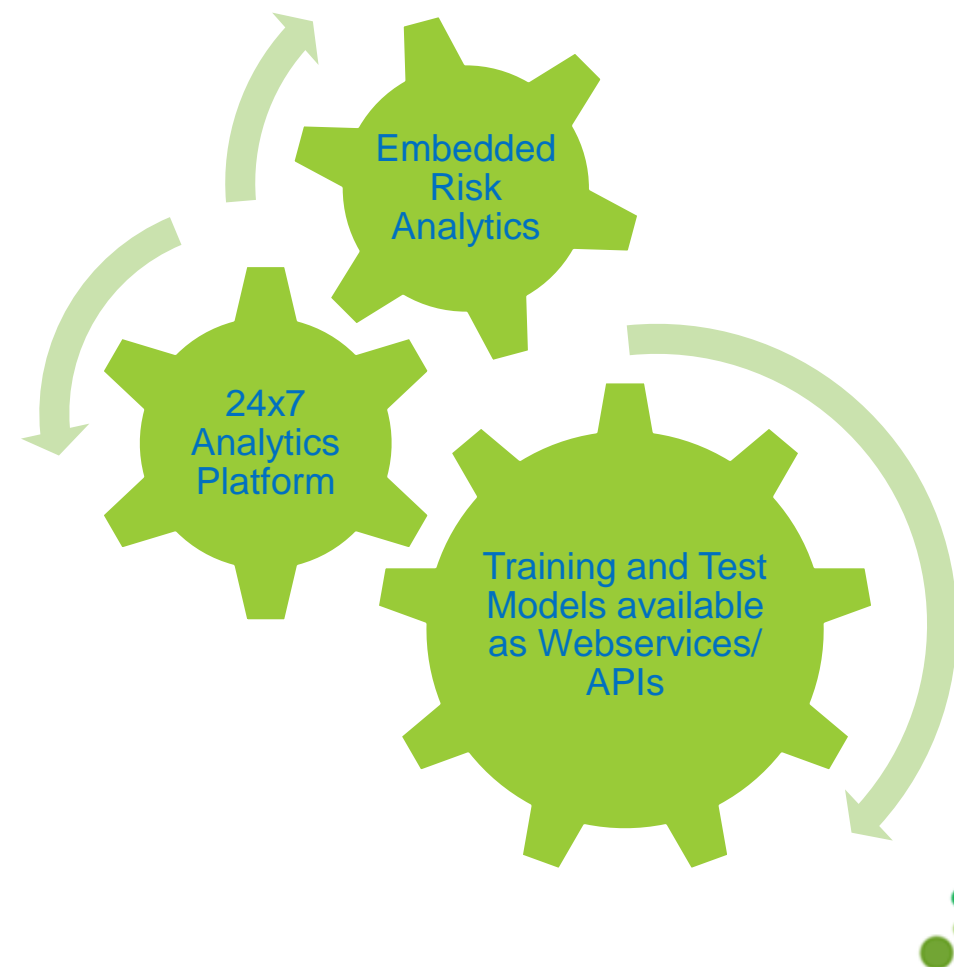 Embedded
Risk
Analytics
24x7
Analytics
Platform
Training and Test
Models available
as Webservices/
APIs